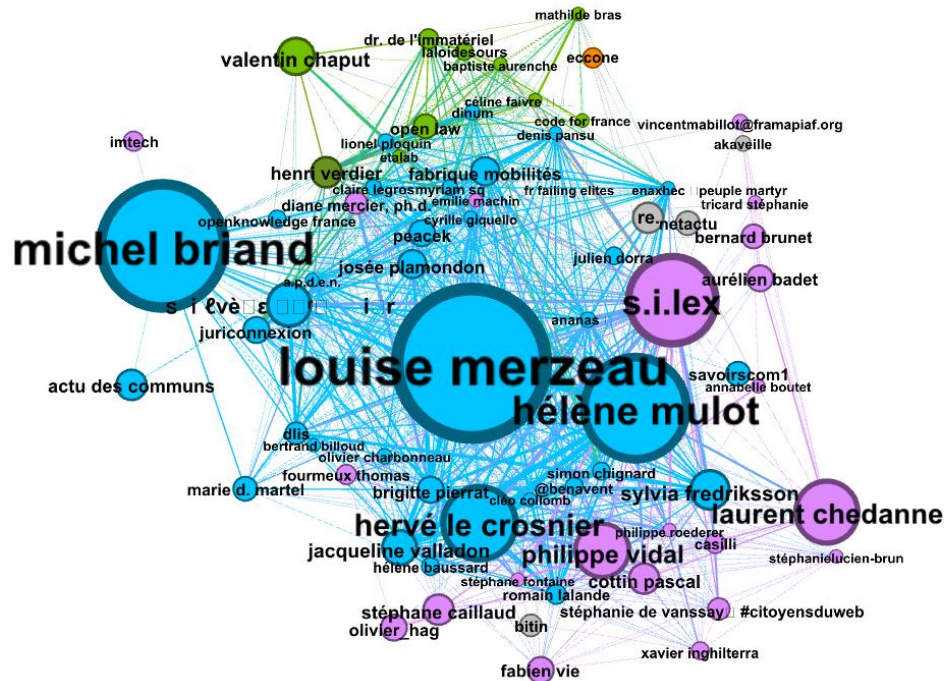 mathilde bras
dr. de l'immatériel
laloidesours
valentin chaput
baptiste aurenche
eccone
céline faivre
dinum
code for france
vincentmabillot@framapiaf.org
open law
denis pansu
imtech
lionel ploquin
akaveille
etalab
henri verdier
fabrique mobilités
claire legros
myriam sq
fr failing elites
enaxhec
peuple martyr
diane mercier, ph.d.
emilie machin
tricard stéphanie
openknowledge france
cyrille giquello
re.
netactu
peacek
bernard brunet
michel briand
julien dorra
josée plamondon
aurélien badet
a.p.d.e.n.
s.i.lex
juriconnexion
ananas
louise merzeau
savoirscom1
actu des communs
annabelle boutet
hélène mulot
dlis
bertrand billoud
olivier charbonneau
fourmeux thomas
simon chignard
marie d. martel
brigitte pierrat
cléo collomb
@benavent
sylvia fredriksson
laurent chedanne
hervé le crosnier
philippe roederer
casilli
jacqueline valladon
philippe vidal
stéphanielucien-brun
hélène baussard
stéphane fontaine
cottin pascal
romain lalande
stéphane caillaud
stéphanie de vanssay #citoyensduweb
olivier_hag
bitin
xavier inghilterra
fabien vie